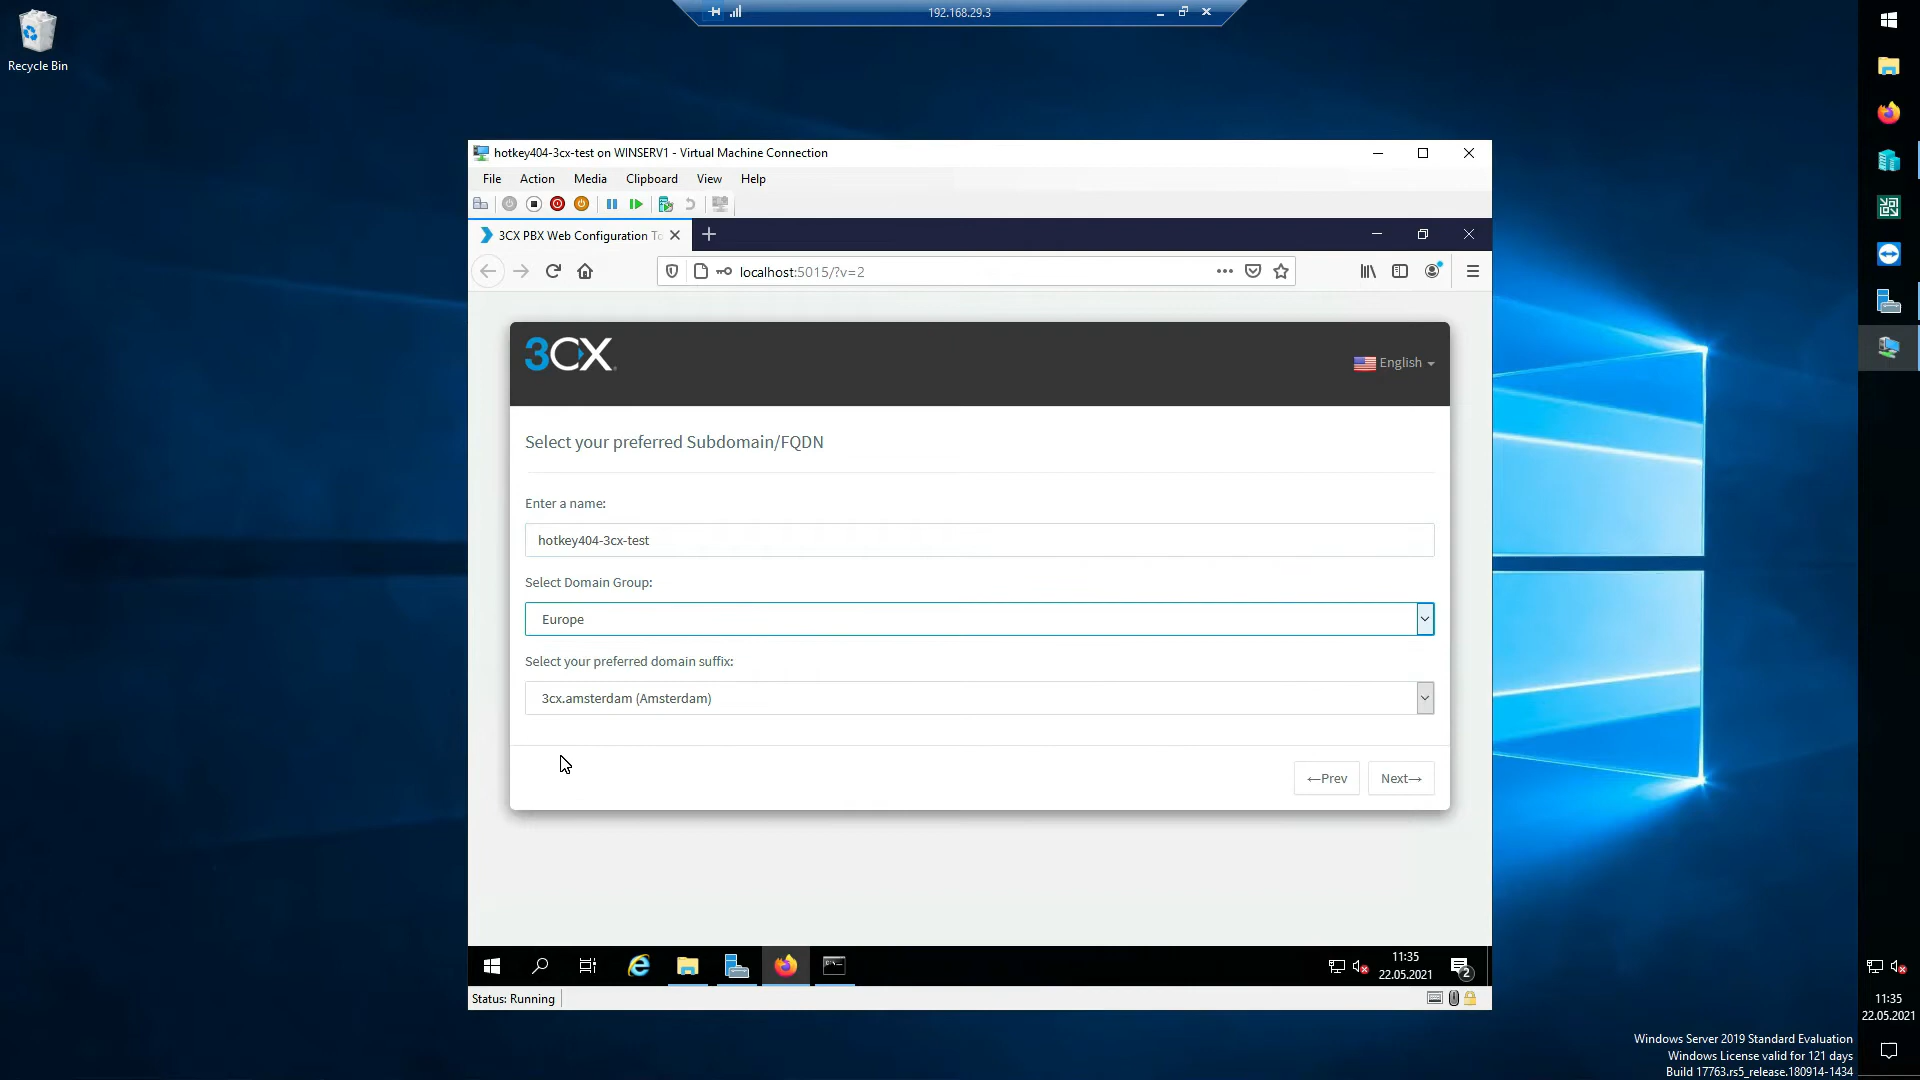 192.168.29.3
Recycle Bin
hotkey404-3cx-test on WINSERV1 - Virtual Machine Connection
File Action Media Clipboard View Help
3CX PBX Web Configuration To
localhost:5015/?v=2
3CX
English
Select your preferred Subdomain/FQDN
Enter a name:
hotkey404-3cx-test
Select Domain Group:
Europe
Select your preferred domain suffix:
3cx.amsterdam (Amsterdam)
←Prev Next→
11:35
22.05.2021
2
Status: Running
11:35
22.05.2021
Windows Server 2019 Standard Evaluation
Windows License valid for 121 days
Build 17763.rs5_release.180914-1434